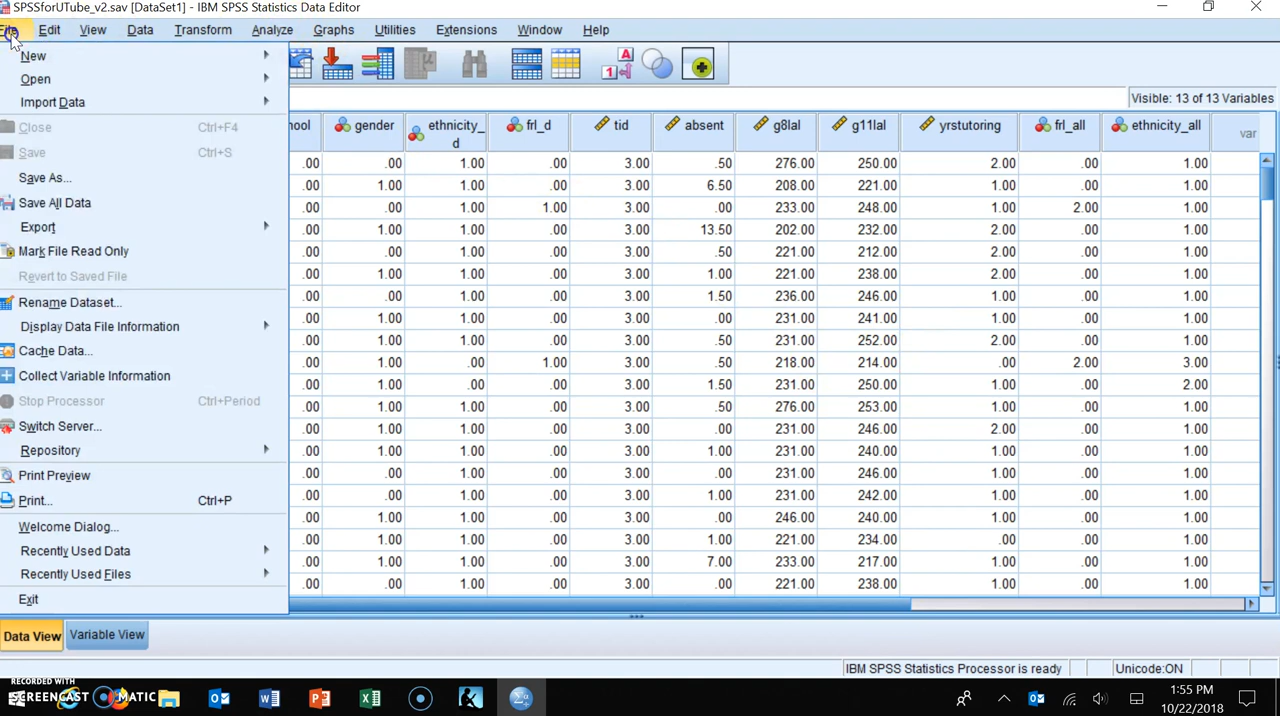 SPSSforUTube_v2.sav [DataSet1] - IBM SPSS Statistics Data Editor
File Edit View Data Transform Analyze Graphs Utilities Extensions Window Help
New
Open
Import Data
Close Ctrl+F4
Save Ctrl+S
Save As...
Save All Data
Export
Mark File Read Only
Revert to Saved File
Rename Dataset...
Display Data File Information
Cache Data...
Collect Variable Information
Stop Processor Ctrl+Period
Switch Server...
Repository
Print Preview
Print... Ctrl+P
Welcome Dialog...
Recently Used Data
Recently Used Files
Exit
A
1
Visible: 13 of 13 Variables
hool gender ethnicity_d frl_d tid absent g8lal g11lal yrstutoring frl_all ethnicity_all var
.00 .00 1.00 .00 3.00 .50 276.00 250.00 2.00 .00 1.00
.00 1.00 1.00 .00 3.00 6.50 208.00 221.00 1.00 .00 1.00
.00 .00 1.00 1.00 3.00 .00 233.00 248.00 1.00 2.00 1.00
.00 1.00 1.00 .00 3.00 13.50 202.00 232.00 2.00 .00 1.00
.00 1.00 1.00 .00 3.00 .50 221.00 212.00 2.00 .00 1.00
.00 1.00 1.00 .00 3.00 1.00 221.00 238.00 2.00 .00 1.00
.00 .00 1.00 .00 3.00 1.50 236.00 246.00 1.00 .00 1.00
.00 .00 1.00 .00 3.00 .00 231.00 241.00 1.00 .00 1.00
.00 .00 1.00 .00 3.00 .50 231.00 252.00 2.00 .00 1.00
.00 1.00 .00 1.00 3.00 .50 218.00 214.00 .00 2.00 3.00
.00 1.00 .00 .00 3.00 1.50 231.00 250.00 1.00 .00 2.00
.00 1.00 1.00 .00 3.00 .50 276.00 253.00 1.00 .00 1.00
.00 .00 1.00 .00 3.00 .00 231.00 246.00 2.00 .00 1.00
.00 1.00 1.00 .00 3.00 1.00 231.00 240.00 1.00 .00 1.00
.00 .00 1.00 .00 3.00 .00 231.00 246.00 1.00 .00 1.00
.00 .00 1.00 .00 3.00 1.00 231.00 242.00 1.00 .00 1.00
.00 1.00 1.00 .00 3.00 .00 246.00 240.00 1.00 .00 1.00
.00 1.00 1.00 .00 3.00 1.00 221.00 234.00 .00 .00 1.00
.00 1.00 1.00 .00 3.00 7.00 233.00 217.00 1.00 .00 1.00
.00 .00 1.00 .00 3.00 .00 221.00 238.00 1.00 .00 1.00
Data View Variable View
IBM SPSS Statistics Processor is ready Unicode:ON
RECORDED WITH
SCREENCAST MATIC
1:55 PM
10/22/2018